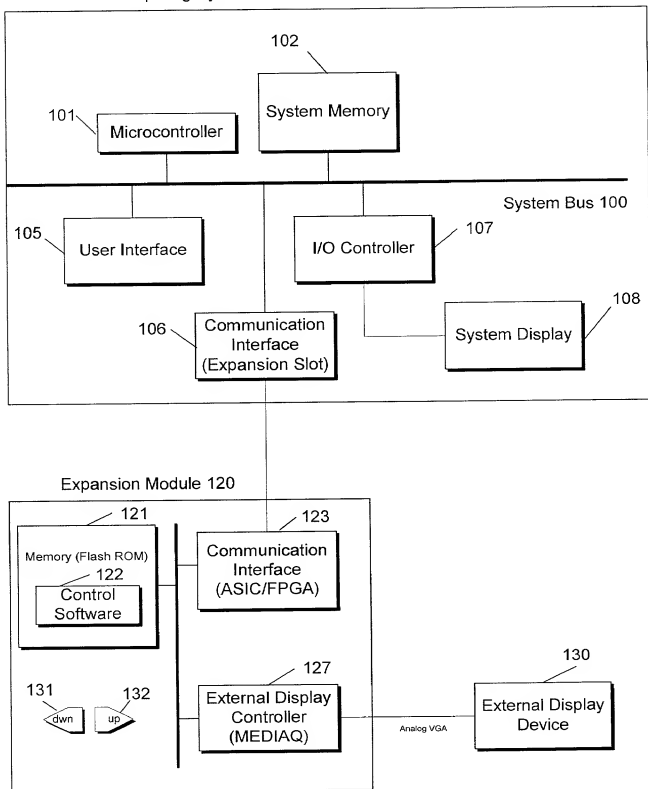 102
System Memory
101
Microcontroller
System Bus 100
105
User Interface
I/O Controller
107
106
Communication
Interface
(Expansion Slot)
System Display
108
Expansion Module 120
121
Memory (Flash ROM)
122
Control
Software
123
Communication
Interface
(ASIC/FPGA)
131
dwn
up
132
127
External Display
Controller
(MEDIAQ)
Analog VGA
130
External Display
Device